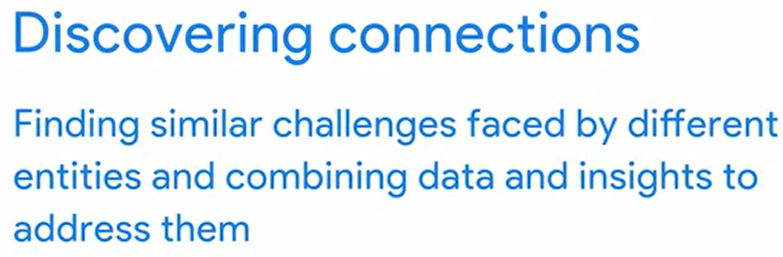 Discovering connections
Finding similar challenges faced by different
entities and combining data and insights to
address them